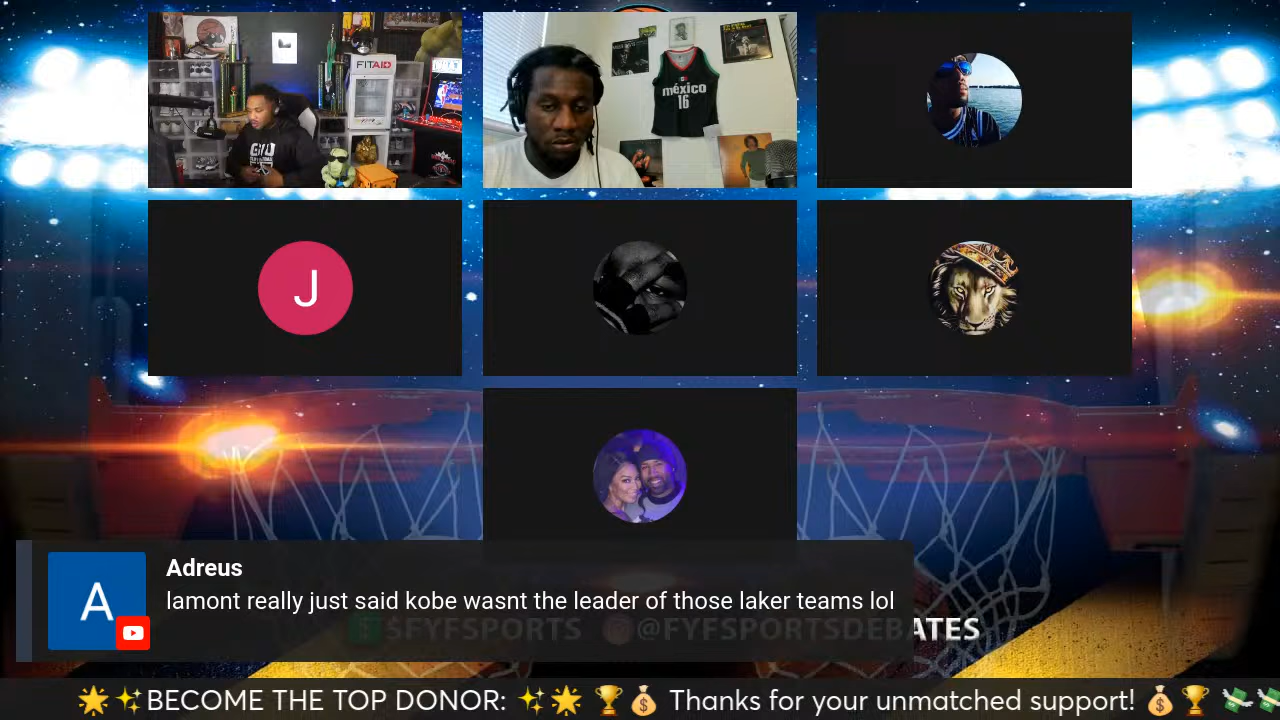 FITAID
méxico
16
J
A
Adreus
lamont really just said kobe wasnt the leader of those laker teams lol
$FYFSPORTS @FYFSPORTSDEBATES
🌟✨BECOME THE TOP DONOR: ✨🌟 🏆💰 Thanks for your unmatched support! 💰🏆 💸💸